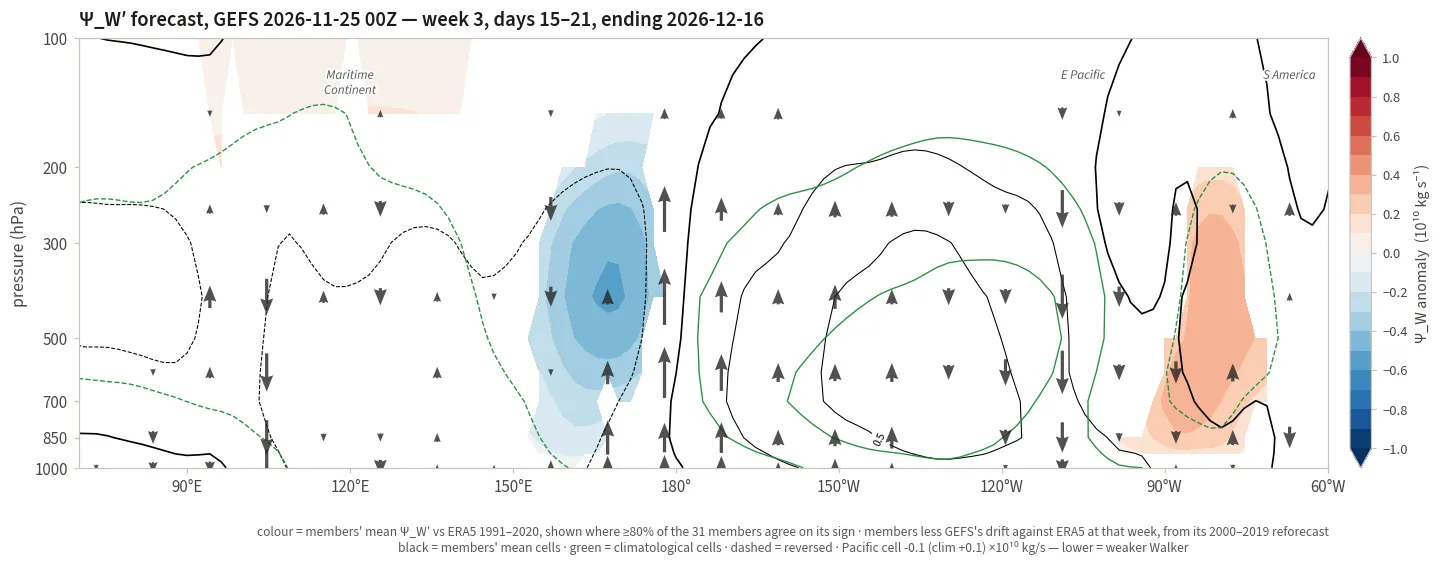 Ψ_W′ forecast, GEFS 2026-11-25 00Z — week 3, days 15–21, ending 2026-12-16
100
200
300
400
500
700
850
1000
pressure (hPa)
Maritime
Continent
E Pacific
S America
0.5
90°E
120°E
150°E
180°
150°W
120°W
90°W
60°W
1.0
0.8
0.6
0.4
0.2
0.0
−0.2
−0.4
−0.6
−0.8
−1.0
Ψ_W anomaly (10¹⁰ kg s⁻¹)
colour = members' mean Ψ_W′ vs ERA5 1991–2020, shown where ≥80% of the 31 members agree on its sign · members less GEFS's drift against ERA5 at that week, from its 2000–2019 reforecast
black = members' mean cells · green = climatological cells · dashed = reversed · Pacific cell -0.1 (clim +0.1) ×10¹⁰ kg/s — lower = weaker Walker